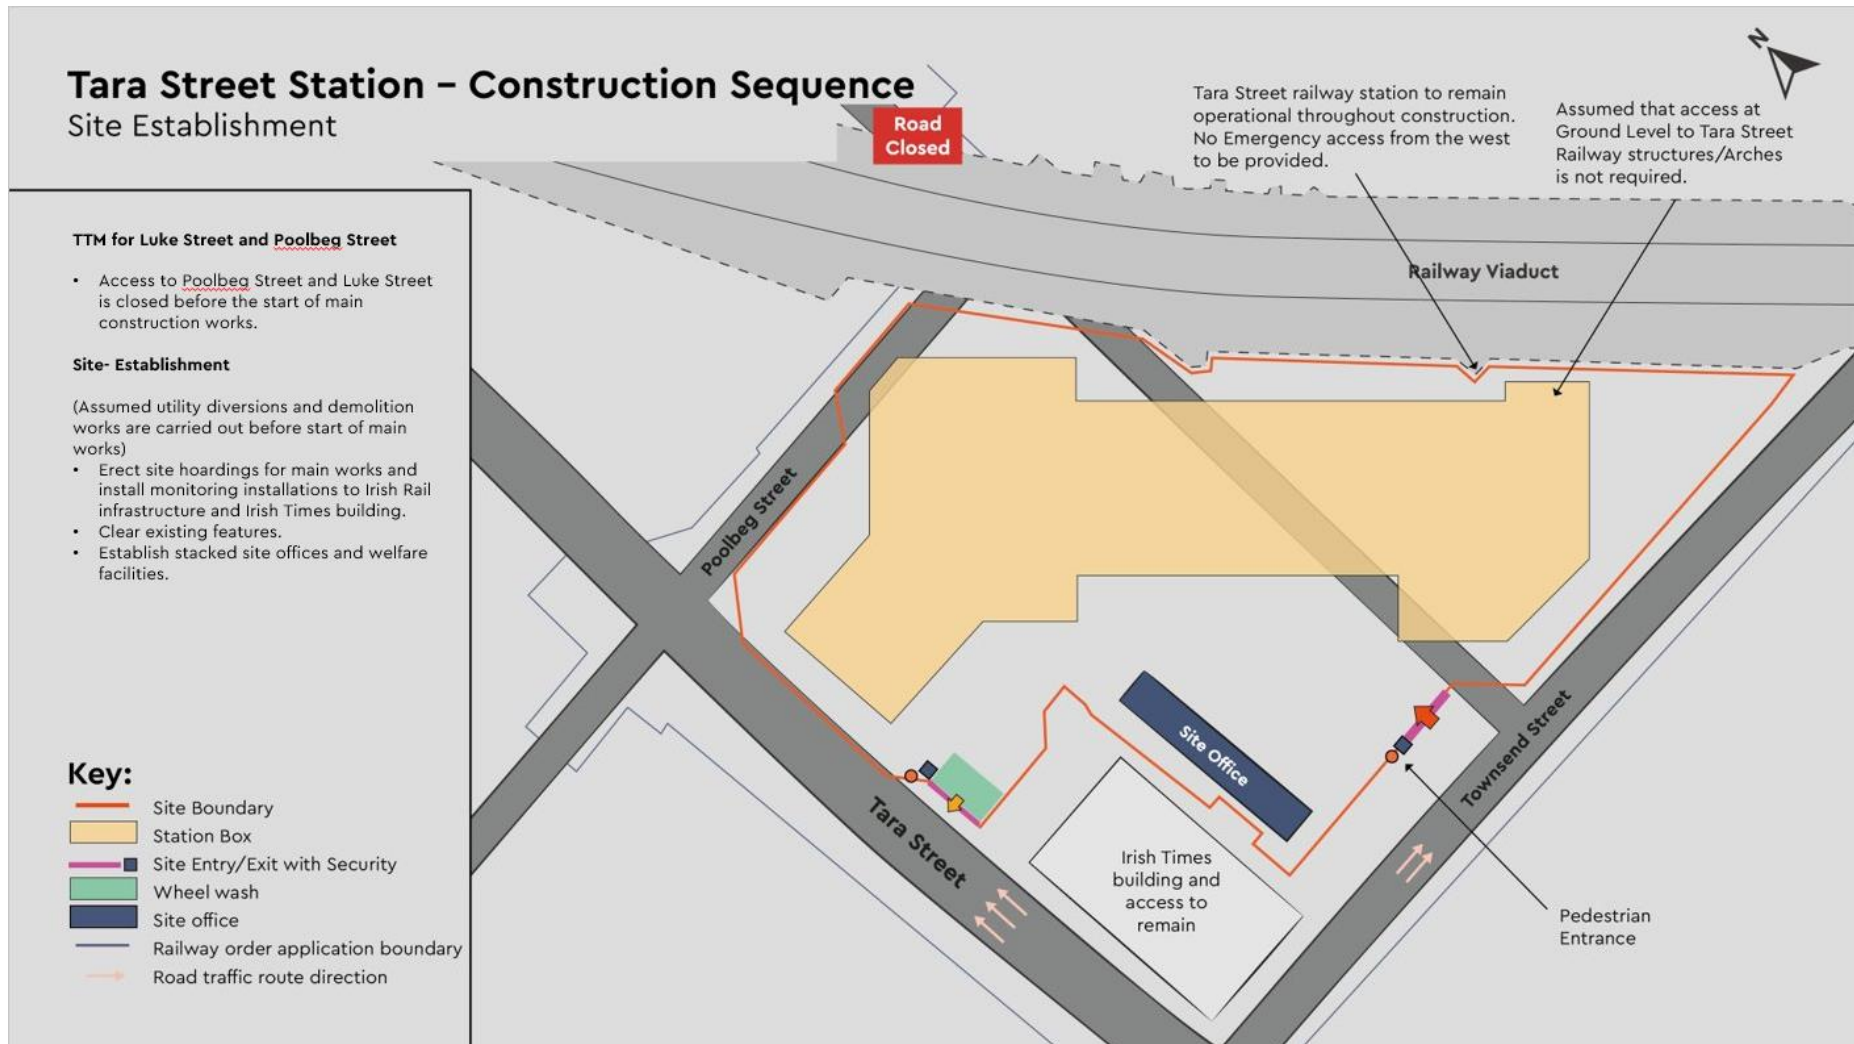 Tara Street Station – Construction Sequence
Site Establishment
Road
Closed
Tara Street railway station to remain
operational throughout construction.
No Emergency access from the west
to be provided.
Assumed that access at
Ground Level to Tara Street
Railway structures/Arches
is not required.
N
TTM for Luke Street and Poolbeg Street
• Access to Poolbeg Street and Luke Street
is closed before the start of main
construction works.
Site- Establishment
(Assumed utility diversions and demolition
works are carried out before start of main
works)
• Erect site hoardings for main works and
install monitoring installations to Irish Rail
infrastructure and Irish Times building.
• Clear existing features.
• Establish stacked site offices and welfare
facilities.
Key:
Site Boundary
Station Box
Site Entry/Exit with Security
Wheel wash
Site office
Railway order application boundary
Road traffic route direction
Railway Viaduct
Poolbeg Street
Site Office
Townsend Street
Tara Street
Irish Times
building and
access to
remain
Pedestrian
Entrance